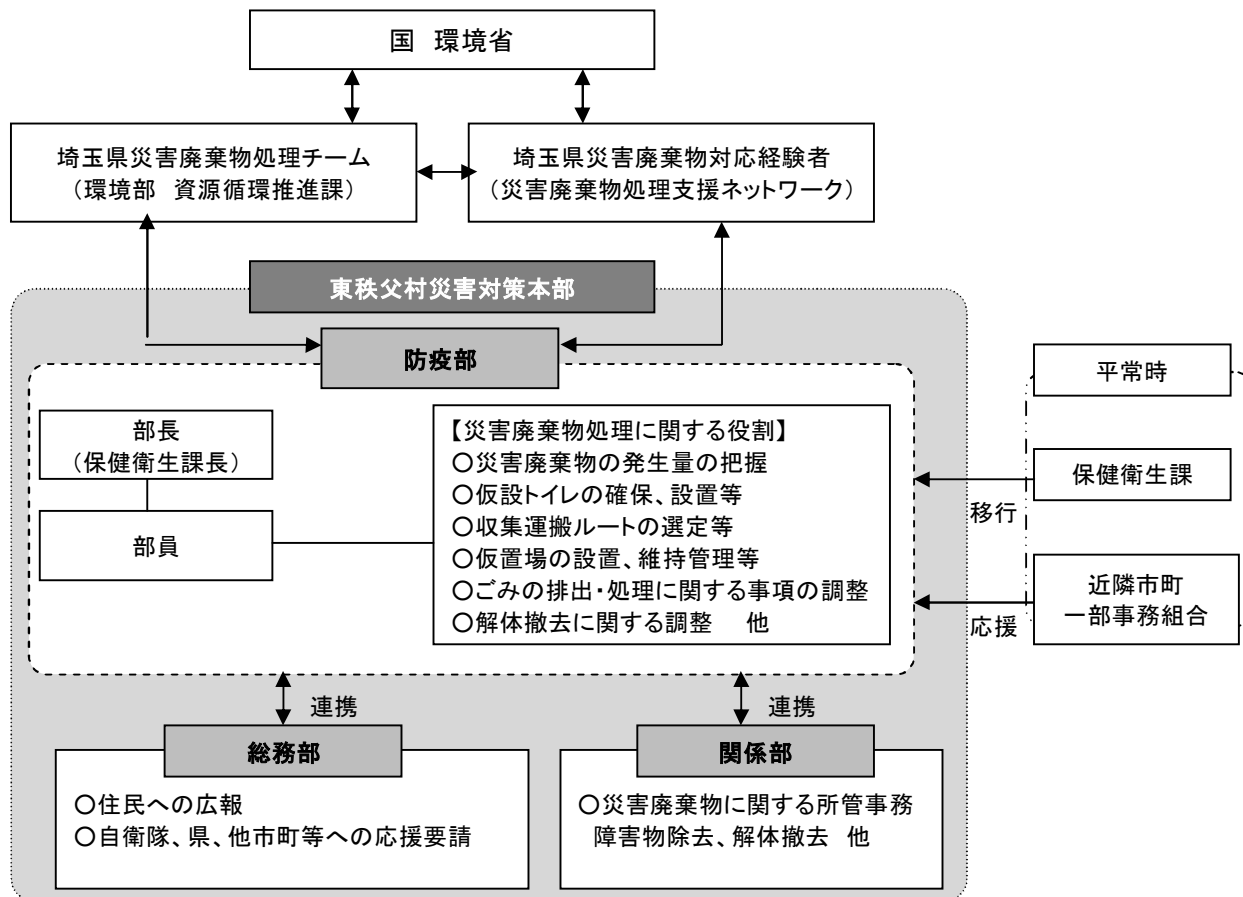 国　環境省
埼玉県災害廃棄物処理チーム
（環境部　資源循環推進課）
埼玉県災害廃棄物対応経験者
（災害廃棄物処理支援ネットワーク）
東秩父村災害対策本部
防疫部
部長
（保健衛生課長）
部員
【災害廃棄物処理に関する役割】
○災害廃棄物の発生量の把握
○仮設トイレの確保、設置等
○収集運搬ルートの選定等
○仮置場の設置、維持管理等
○ごみの排出・処理に関する事項の調整
○解体撤去に関する調整　他
平常時
保健衛生課
移行
近隣市町
一部事務組合
応援
連携
連携
総務部
○住民への広報
○自衛隊、県、他市町等への応援要請
関係部
○災害廃棄物に関する所管事務
障害物除去、解体撤去　他